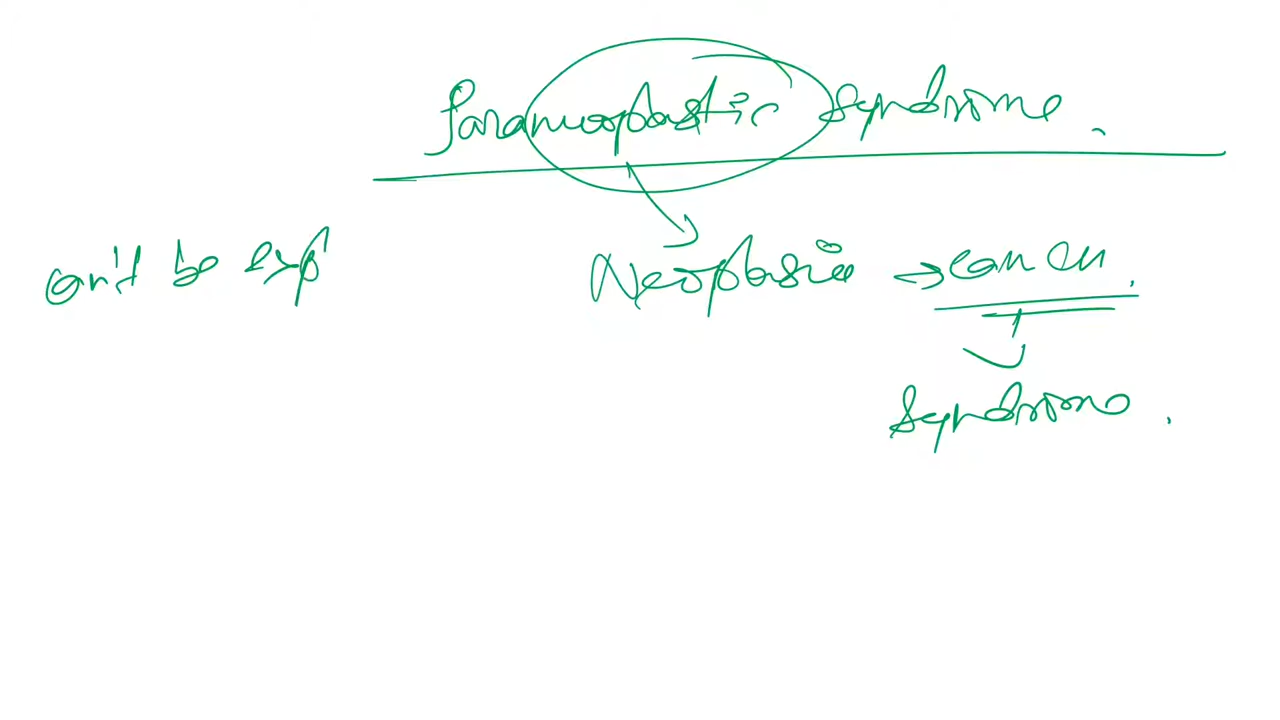 Paraneoplastic Syndrome.
can't be exp
Neoplasia → cancer.
Syndrome.